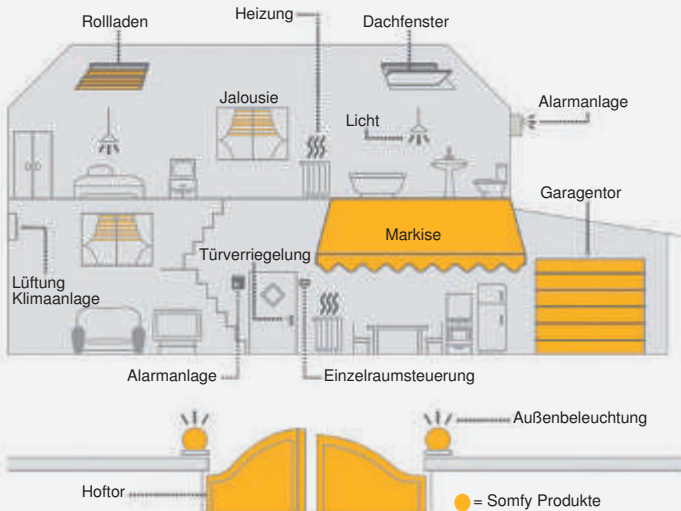 Heizung
Rollladen
Dachfenster
Jalousie
Alarmanlage
Licht
Garagentor
Markise
Türverriegelung
Lüftung
Klimaanlage
Alarmanlage
Einzelraumsteuerung
Außenbeleuchtung
Hoftor
= Somfy Produkte